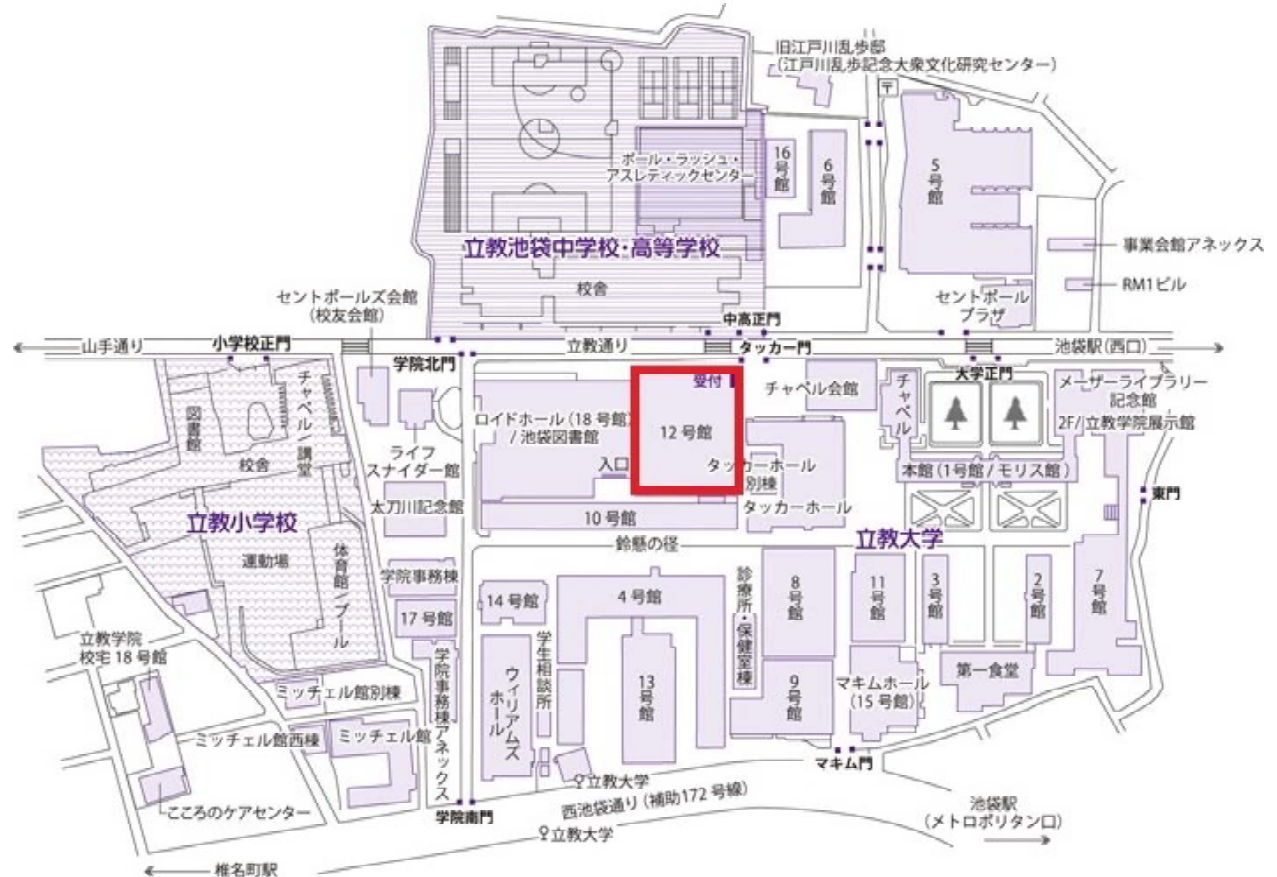 旧江戸川乱歩邸
(江戸川乱歩記念大衆文化研究センター)
〒
ポール・ラッシュ・
アスレティックセンター
16号館
6号館
5号館
立教池袋中学校・高等学校
事業会館アネックス
校舎
RM1ビル
セントポールズ会館
(校友会館)
セントポール
プラザ
中高正門
山手通り
小学校正門
立教通り
タッカー門
池袋駅(西口)
学院北門
大学正門
受付
チャペル会館
チャペル
メーザーライブラリー
記念館
2F/立教学院展示館
図書館
チャペル/講堂
校舎
ロイドホール(18号館)
/池袋図書館
12号館
入口
ライフ
スナイダー館
タッカーホール
別棟
本館(1号館/モリス館)
東門
太刀川記念館
タッカーホール
立教小学校
10号館
鈴懸の径
立教大学
運動場
体育館/プール
学院事務棟
14号館
4号館
診療所・保健室棟
8号館
11号館
3号館
2号館
7号館
17号館
立教学院
校宅18号館
学院事務棟アネックス
学生相談所
ウィリアムズ
ホール
13号館
9号館
マキムホール
(15号館)
第一食堂
ミッチェル館別棟
ミッチェル館西棟
ミッチェル館
マキム門
立教大学
こころのケアセンター
学院南門
西池袋通り(補助172号線)
立教大学
池袋駅
(メトロポリタン口)
椎名町駅